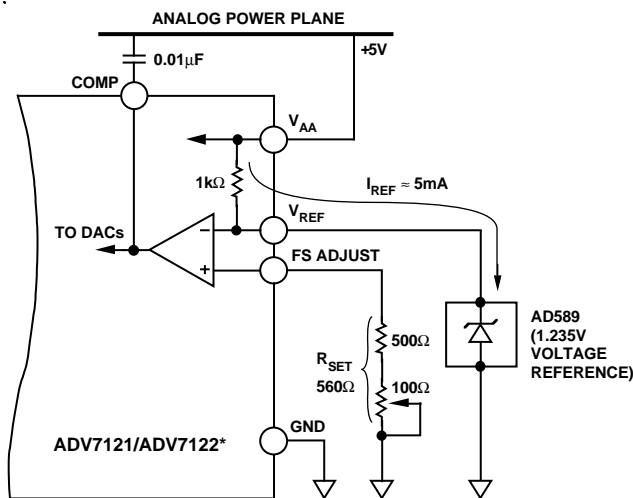 ANALOG POWER PLANE
0.01μF
+5V
COMP
V_AA
1kΩ
I_REF ≈ 5mA
V_REF
TO DACs
FS ADJUST
–
+
AD589
(1.235V
VOLTAGE
REFERENCE)
500Ω
R_SET
560Ω
100Ω
GND
ADV7121/ADV7122*